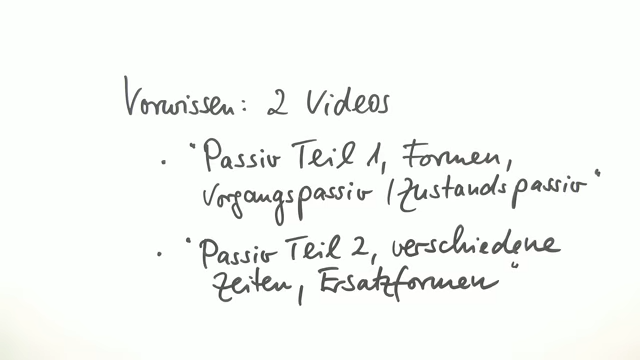 Vorwissen: 2 Videos
· "Passiv Teil 1, Formen,
Vorgangspassiv / Zustandspassiv"
· "Passiv Teil 2, verschiedene
Zeiten, Ersatzformen"